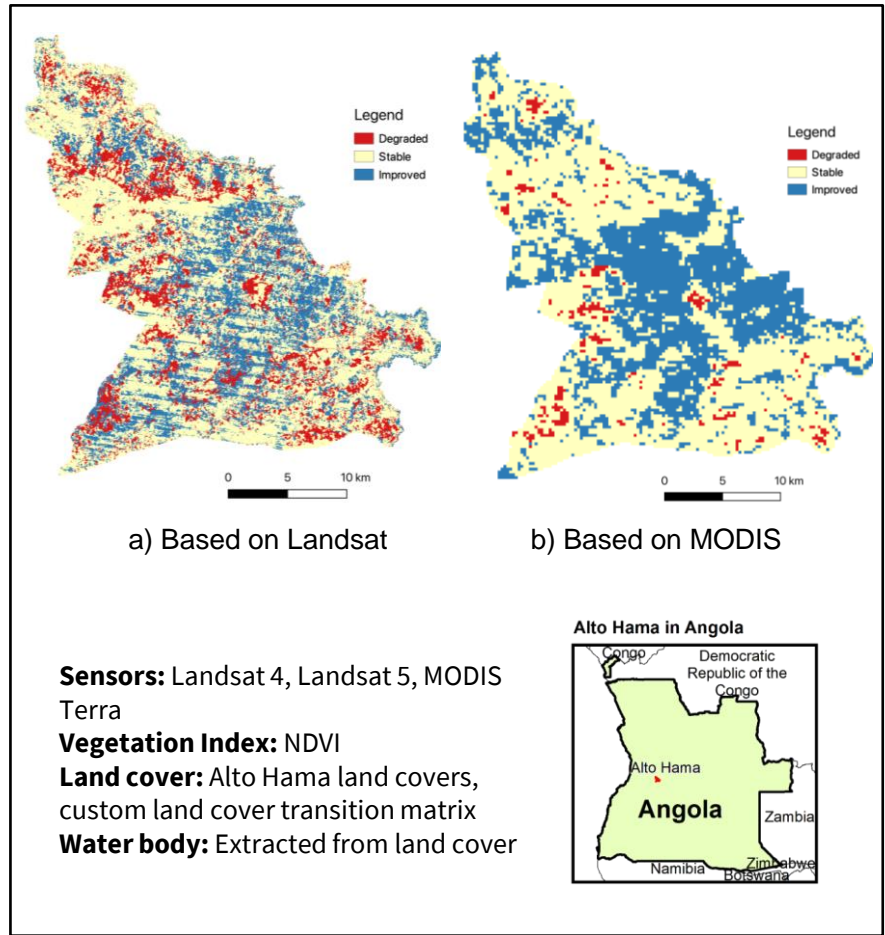 Legend
Degraded
Stable
Improved
0 5 10 km
Legend
Degraded
Stable
Improved
0 5 10 km
a) Based on Landsat
b) Based on MODIS
Sensors: Landsat 4, Landsat 5, MODIS
Terra
Vegetation Index: NDVI
Land cover: Alto Hama land covers,
custom land cover transition matrix
Water body: Extracted from land cover
Alto Hama in Angola
Congo
Democratic
Republic of the
Congo
Alto Hama
Angola
Zambia
Zimbabwe
Namibia
Botswana